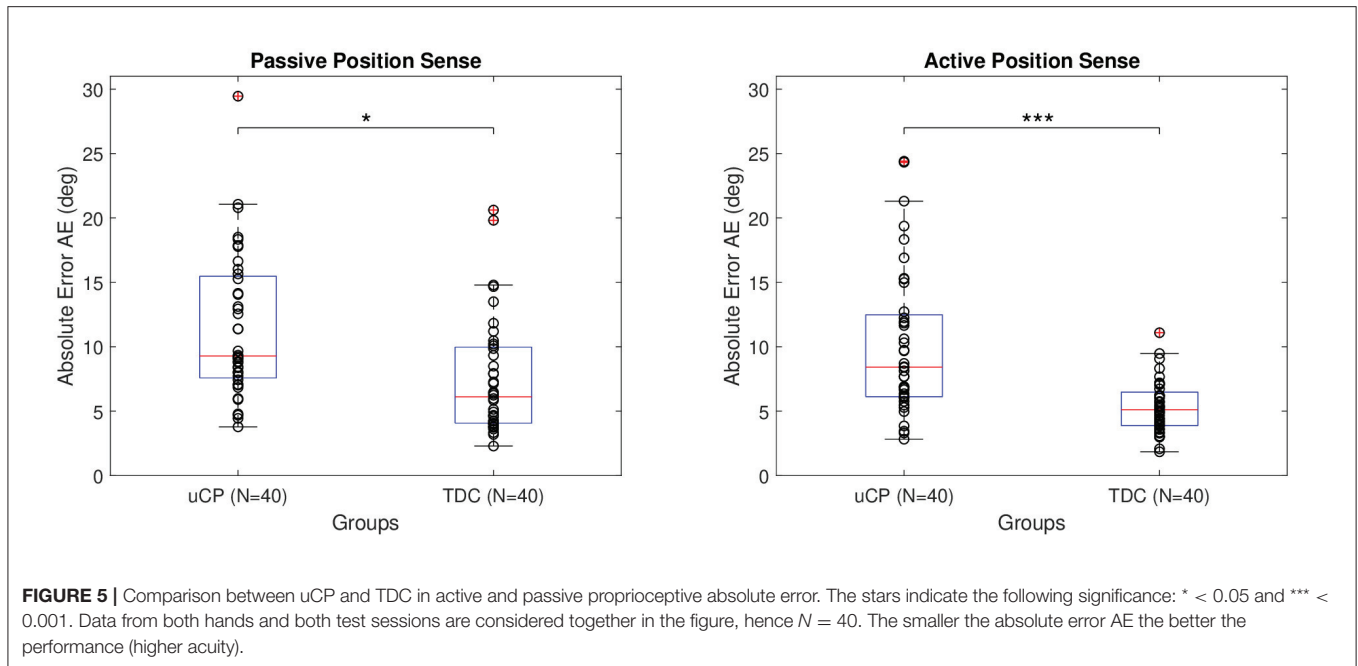 Passive Position Sense
30
25
20
15
10
5
0
Absolute Error AE (deg)
*
uCP (N=40)
TDC (N=40)
Groups
Active Position Sense
30
25
20
15
10
5
0
Absolute Error AE (deg)
***
uCP (N=40)
TDC (N=40)
Groups
FIGURE 5 | Comparison between uCP and TDC in active and passive proprioceptive absolute error. The stars indicate the following significance: * < 0.05 and *** <
0.001. Data from both hands and both test sessions are considered together in the figure, hence N = 40. The smaller the absolute error AE the better the
performance (higher acuity).